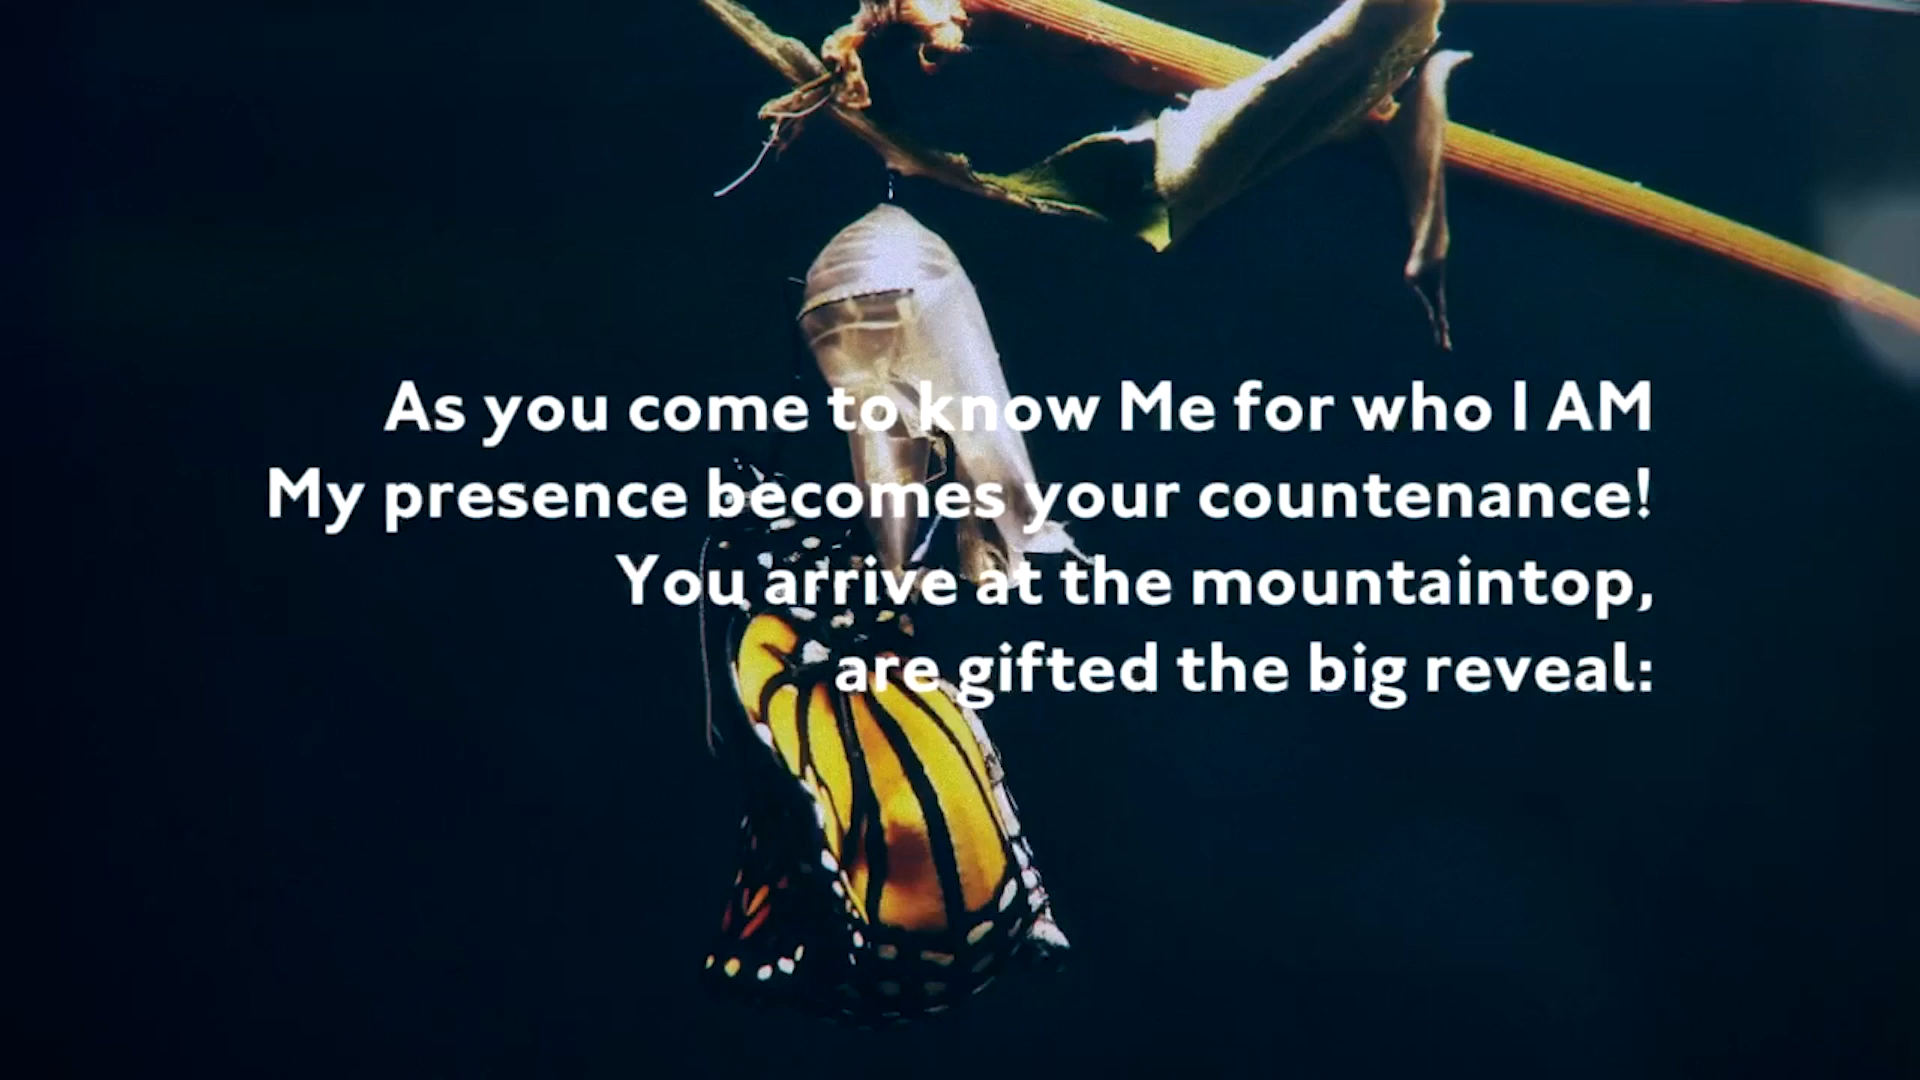 As you come to know Me for who I AM
My presence becomes your countenance!
You arrive at the mountaintop,
are gifted the big reveal: